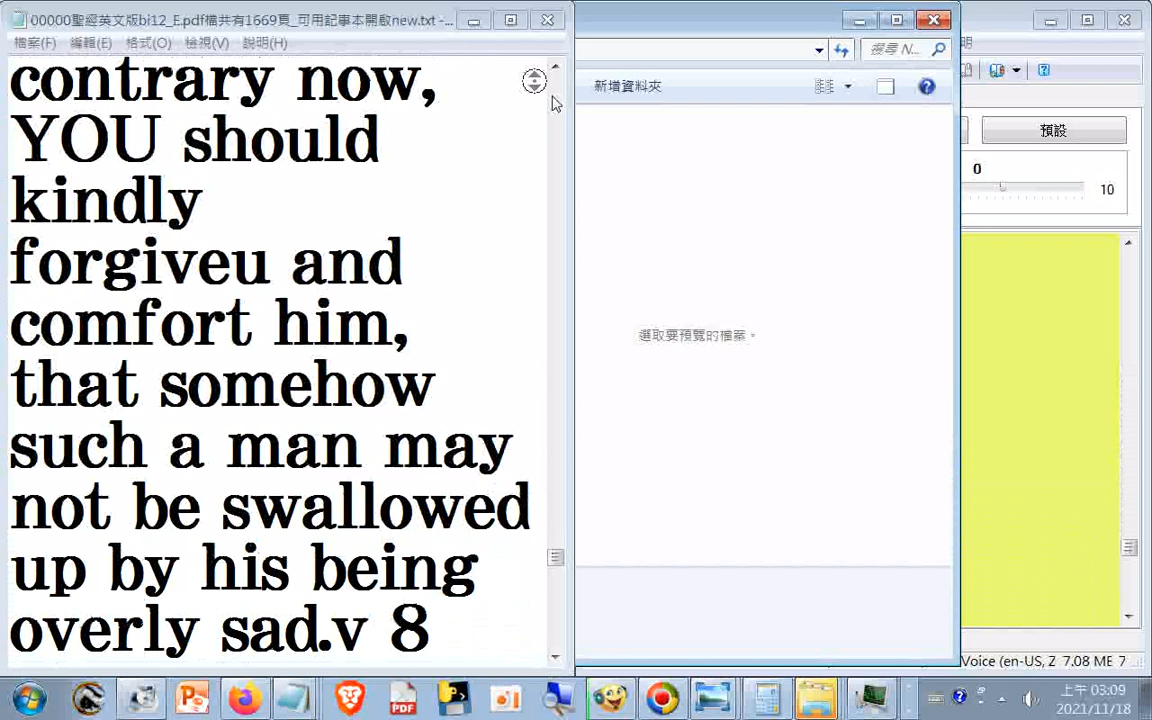 00000聖經英文版bi12_E.pdf檔共有1669頁_可用記事本開啟new.txt -...
檔案(F) 編輯(E) 格式(O) 檢視(V) 說明(H)
contrary now,
YOU should
kindly
forgiveu and
comfort him,
that somehow
such a man may
not be swallowed
up by his being
overly sad.v 8
搜尋 N...
新增資料夾
選取要預覽的檔案。
明
預設
0
10
Voice (en-US, Z 7.08 ME 7
上午 03:09
2021/11/18